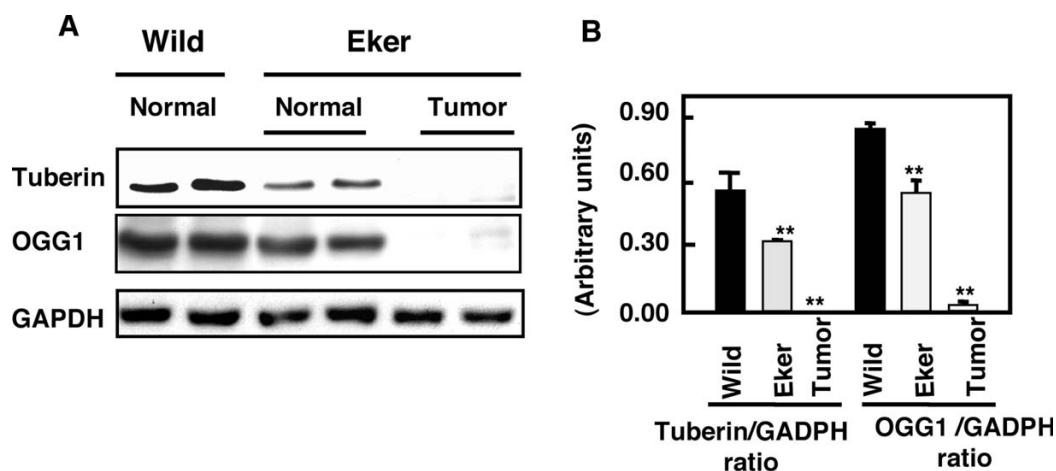 A
Wild Eker
Normal Normal Tumor
Tuberin
OGG1
GAPDH
B
(Arbitrary units)
0.90
0.60
0.30
0.00
** ** ** **
Wild Eker Tumor Wild Eker Tumor
Tuberin/GADPH
ratio
OGG1 /GADPH
ratio